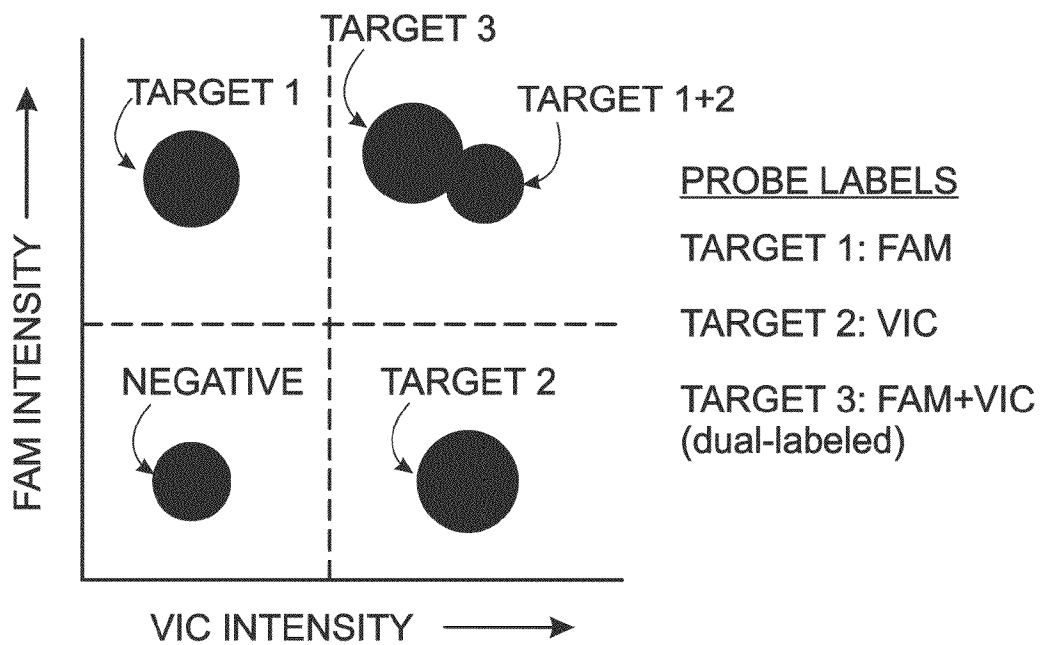 TARGET 3
TARGET 1
TARGET 1+2
PROBE LABELS
TARGET 1: FAM
TARGET 2: VIC
TARGET 3: FAM+VIC
(dual-labeled)
NEGATIVE
TARGET 2
FAM INTENSITY
VIC INTENSITY